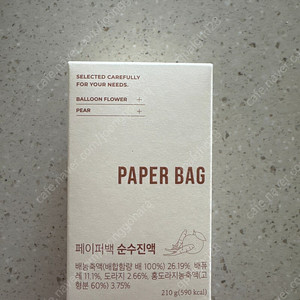 SELECTED CAREFULLY
FOR YOUR NEEDS.
BALLOON FLOWER +
PEAR +
PAPER BAG
페이퍼백 순수진액
배농축액(배합함량 배 100%) 26.19%, 배퓨
레 11.1%, 도라지 2.66%, 홍도라지농축액(고
형분 60%) 3.75%
210 g(590 kcal)